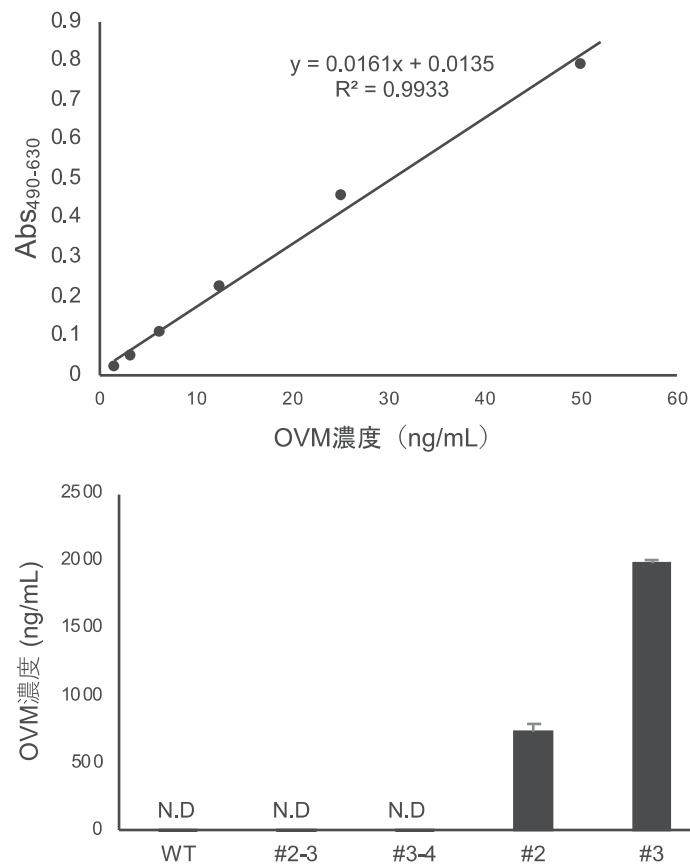 0.9
0.8
0.7
0.6
0.5
0.4
0.3
0.2
0.1
0
Abs490-630
y = 0.0161x + 0.0135
R² = 0.9933
0 10 20 30 40 50 60
OVM濃度（ng/mL）
2500
2000
1500
1000
500
0
OVM濃度 (ng/mL)
N.D N.D N.D
WT #2-3 #3-4 #2 #3